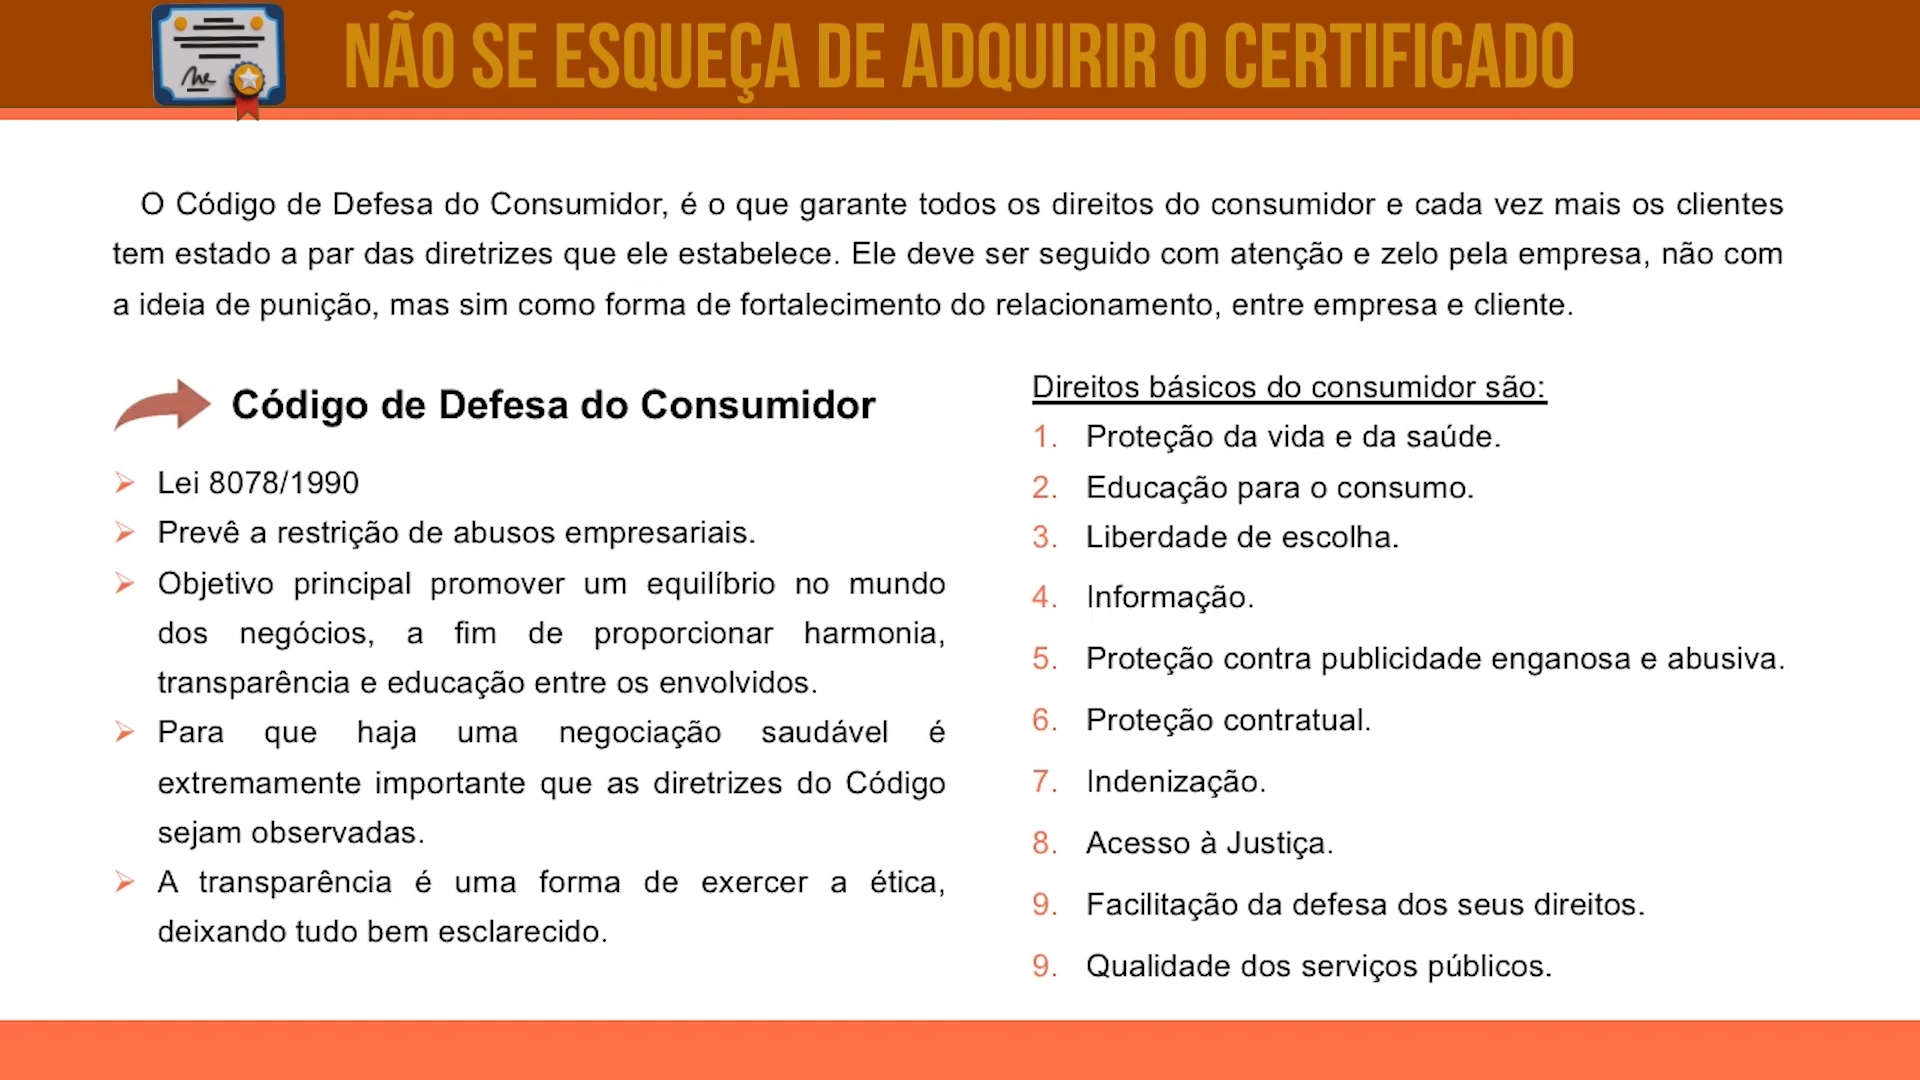 NÃO SE ESQUEÇA DE ADQUIRIR O CERTIFICADO
O Código de Defesa do Consumidor, é o que garante todos os direitos do consumidor e cada vez mais os clientes
tem estado a par das diretrizes que ele estabelece. Ele deve ser seguido com atenção e zelo pela empresa, não com
a ideia de punição, mas sim como forma de fortalecimento do relacionamento, entre empresa e cliente.
Código de Defesa do Consumidor
Lei 8078/1990
Prevê a restrição de abusos empresariais.
Objetivo principal promover um equilíbrio no mundo
dos negócios, a fim de proporcionar harmonia,
transparência e educação entre os envolvidos.
Para que haja uma negociação saudável é
extremamente importante que as diretrizes do Código
sejam observadas.
A transparência é uma forma de exercer a ética,
deixando tudo bem esclarecido.
Direitos básicos do consumidor são:
1. Proteção da vida e da saúde.
2. Educação para o consumo.
3. Liberdade de escolha.
4. Informação.
5. Proteção contra publicidade enganosa e abusiva.
6. Proteção contratual.
7. Indenização.
8. Acesso à Justiça.
9. Facilitação da defesa dos seus direitos.
9. Qualidade dos serviços públicos.